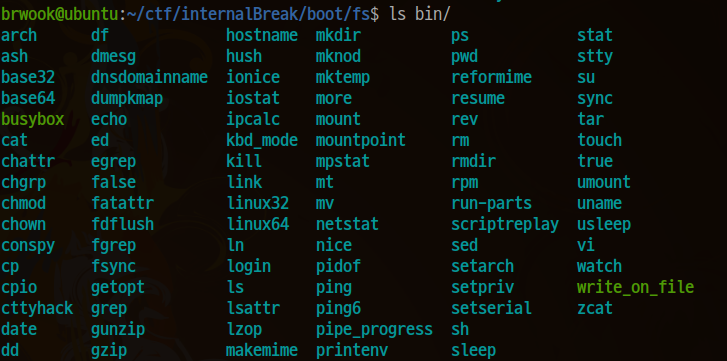 brwook@ubuntu:~/ctf/internalBreak/boot/fs$ ls bin/
arch df hostname mkdir ps stat
ash dmesg hush mknod pwd stty
base32 dnsdomainname ionice mktemp reformime su
base64 dumpkmap iostat more resume sync
busybox echo ipcalc mount rev tar
cat ed kbd_mode mountpoint rm touch
chattr egrep kill mpstat rmdir true
chgrp false link mt rpm umount
chmod fatattr linux32 mv run-parts uname
chown fdflush linux64 netstat scriptreplay usleep
conspy fgrep ln nice sed vi
cp fsync login pidof setarch watch
cpio getopt ls ping setpriv write_on_file
cttyhack grep lsattr ping6 setserial zcat
date gunzip lzop pipe_progress sh
dd gzip makemime printenv sleep